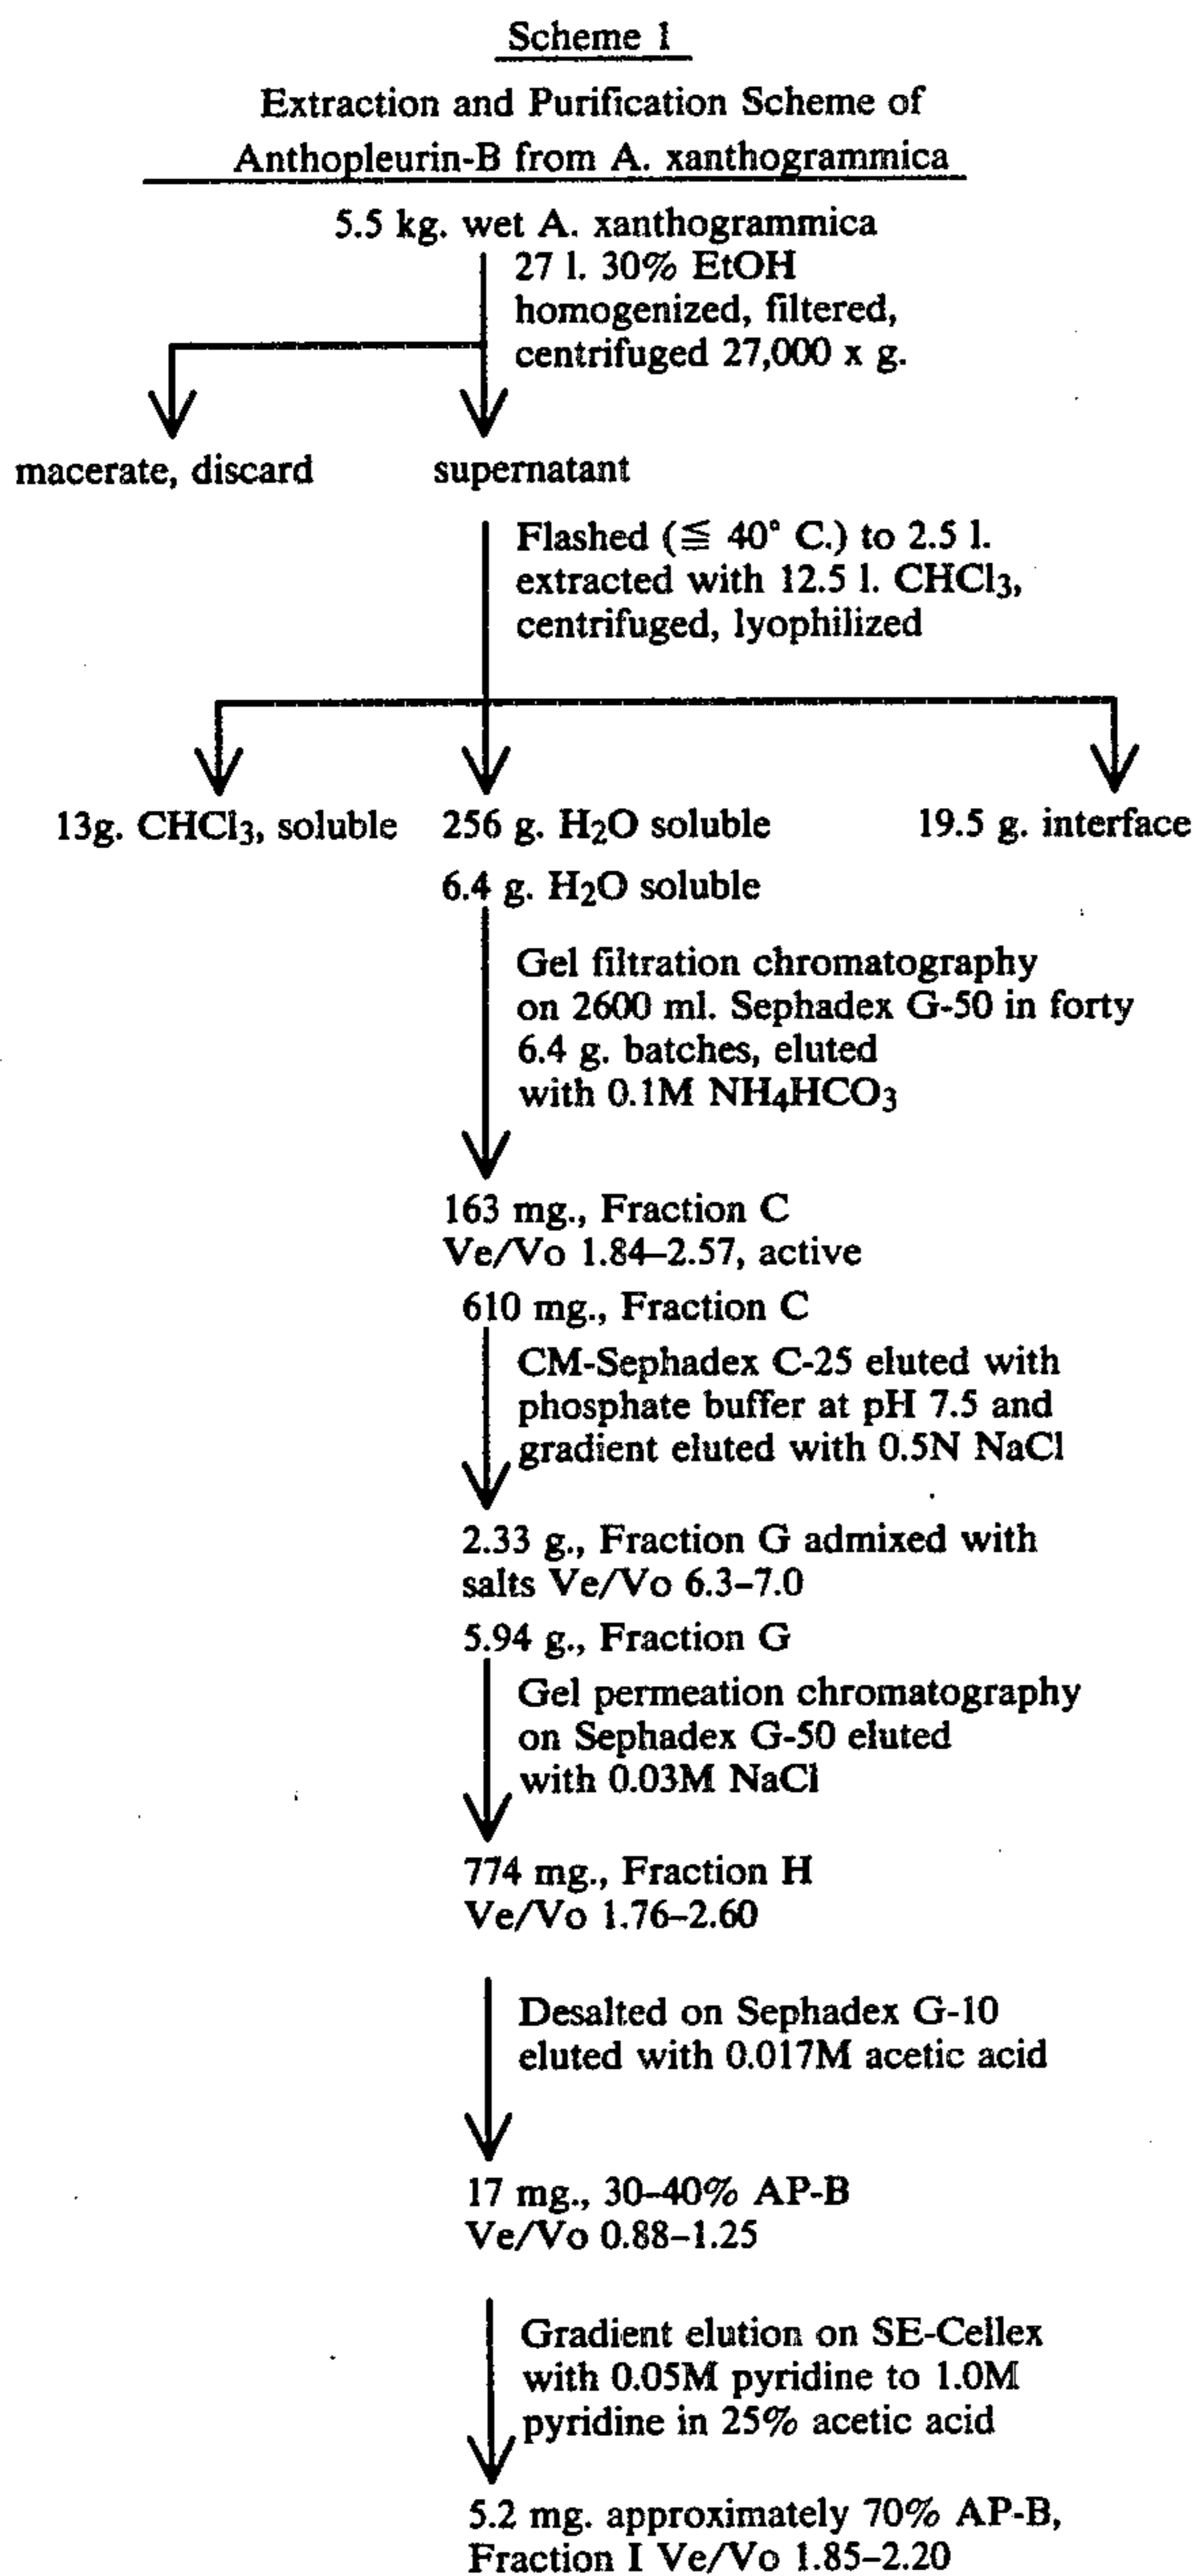 Scheme 1
Extraction and Purification Scheme of
Anthopleurin-B from A. xanthogrammica
5.5 kg. wet A. xanthogrammica
27 l. 30% EtOH
homogenized, filtered,
centrifuged 27,000 x g.
macerate, discard
supernatant
Flashed (≦ 40° C.) to 2.5 l.
extracted with 12.5 l. CHCl3,
centrifuged, lyophilized
13g. CHCl3, soluble
256 g. H2O soluble
19.5 g. interface
6.4 g. H2O soluble
Gel filtration chromatography
on 2600 ml. Sephadex G-50 in forty
6.4 g. batches, eluted
with 0.1M NH4HCO3
163 mg., Fraction C
Ve/Vo 1.84–2.57, active
610 mg., Fraction C
CM-Sephadex C-25 eluted with
phosphate buffer at pH 7.5 and
gradient eluted with 0.5N NaCl
2.33 g., Fraction G admixed with
salts Ve/Vo 6.3–7.0
5.94 g., Fraction G
Gel permeation chromatography
on Sephadex G-50 eluted
with 0.03M NaCl
774 mg., Fraction H
Ve/Vo 1.76–2.60
Desalted on Sephadex G-10
eluted with 0.017M acetic acid
17 mg., 30–40% AP-B
Ve/Vo 0.88–1.25
Gradient elution on SE-Cellex
with 0.05M pyridine to 1.0M
pyridine in 25% acetic acid
5.2 mg. approximately 70% AP-B,
Fraction I Ve/Vo 1.85–2.20